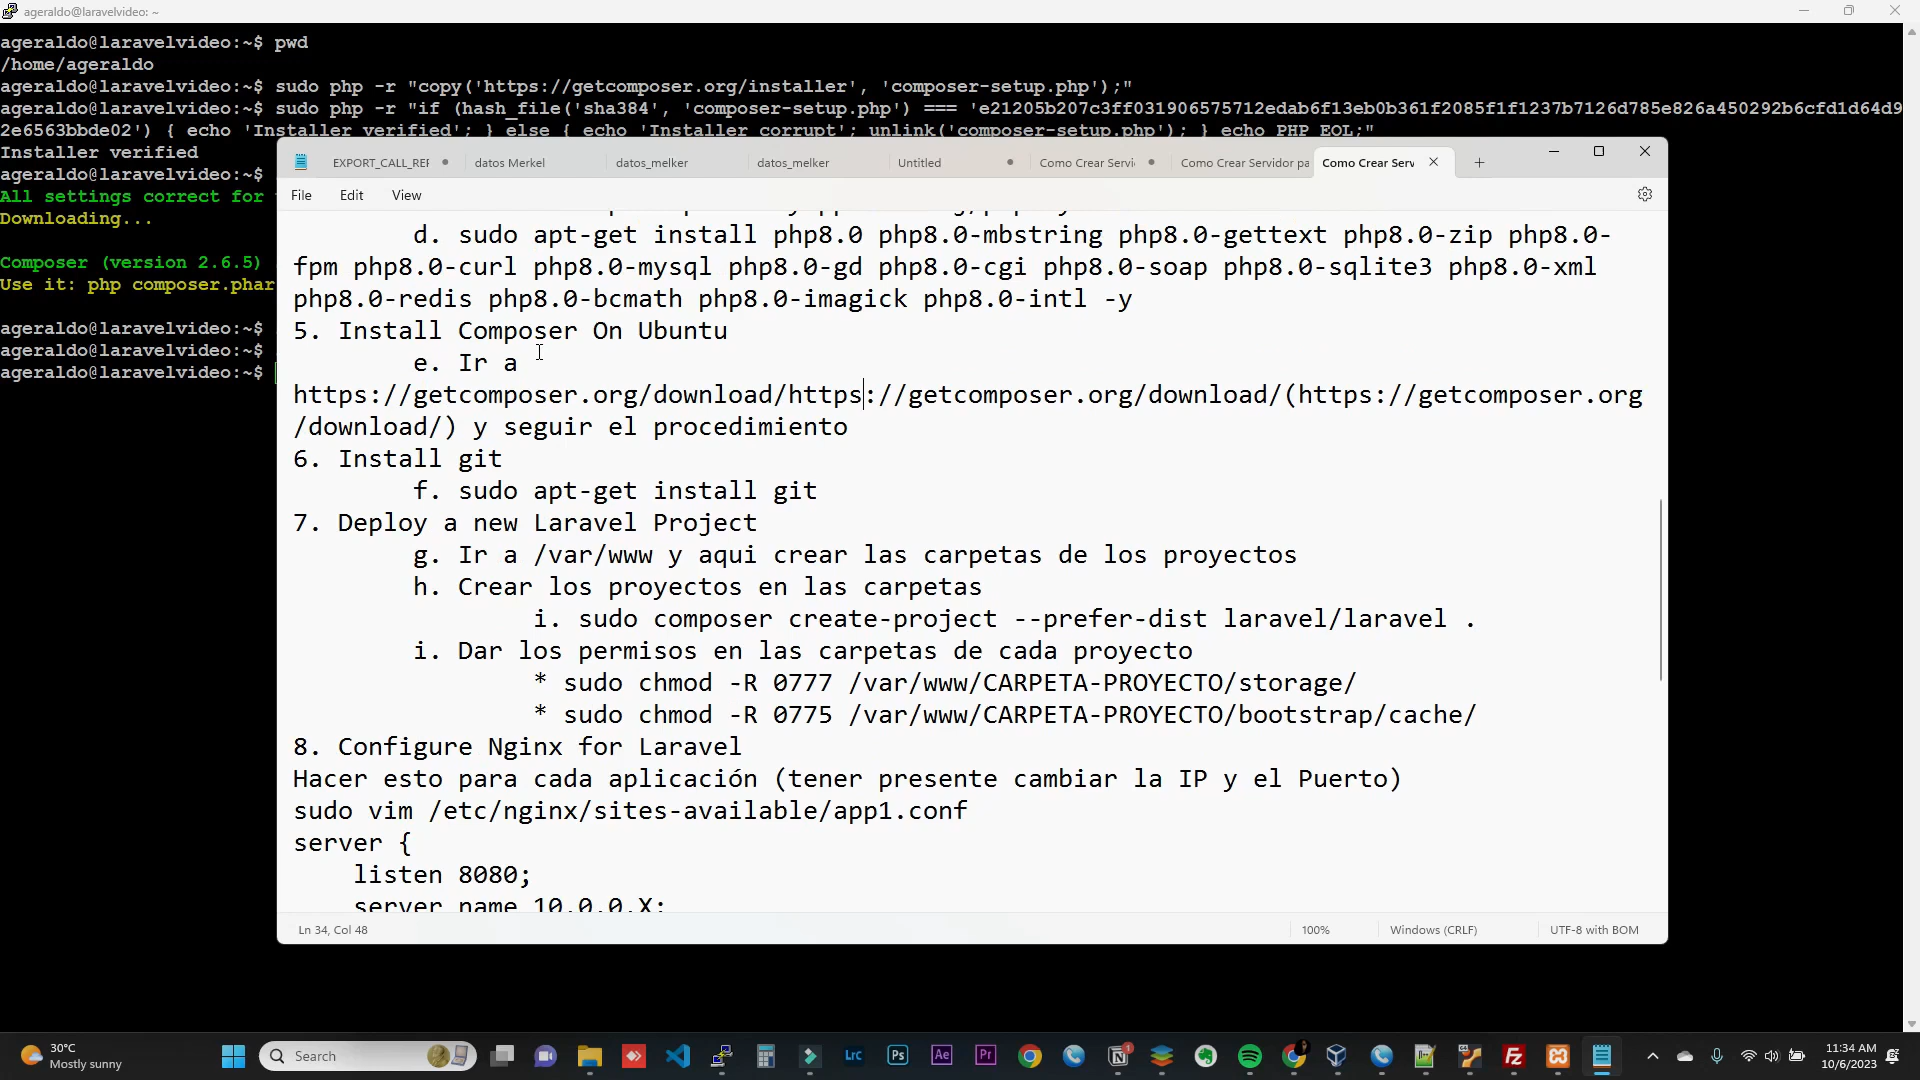 ageraldo@laravelvideo: ~
ageraldo@laravelvideo:~$ pwd
/home/ageraldo
ageraldo@laravelvideo:~$ sudo php -r "copy('https://getcomposer.org/installer', 'composer-setup.php');"
ageraldo@laravelvideo:~$ sudo php -r "if (hash_file('sha384', 'composer-setup.php') === 'e21205b207c3ff031906575712edab6f13eb0b361f2085f1f1237b7126d785e826a450292b6cfd1d64d9
2e6563bbde02') { echo 'Installer verified'; } else { echo 'Installer corrupt'; unlink('composer-setup.php'); } echo PHP_EOL;"
Installer verified
ageraldo@laravelvideo:~$
All settings correct for
Downloading...
Composer (version 2.6.5)
Use it: php composer.phar
ageraldo@laravelvideo:~$
ageraldo@laravelvideo:~$
ageraldo@laravelvideo:~$
EXPORT_CALL_REF
datos Merkel
datos_melker
datos_melker
Untitled
Como Crear Servi
Como Crear Servidor pa
Como Crear Serv
File Edit View
d. sudo apt-get install php8.0 php8.0-mbstring php8.0-gettext php8.0-zip php8.0-
fpm php8.0-curl php8.0-mysql php8.0-gd php8.0-cgi php8.0-soap php8.0-sqlite3 php8.0-xml
php8.0-redis php8.0-bcmath php8.0-imagick php8.0-intl -y
5. Install Composer On Ubuntu
e. Ir a
https://getcomposer.org/download/https://getcomposer.org/download/(https://getcomposer.org
/download/) y seguir el procedimiento
6. Install git
f. sudo apt-get install git
7. Deploy a new Laravel Project
g. Ir a /var/www y aqui crear las carpetas de los proyectos
h. Crear los proyectos en las carpetas
i. sudo composer create-project --prefer-dist laravel/laravel .
i. Dar los permisos en las carpetas de cada proyecto
* sudo chmod -R 0777 /var/www/CARPETA-PROYECTO/storage/
* sudo chmod -R 0775 /var/www/CARPETA-PROYECTO/bootstrap/cache/
8. Configure Nginx for Laravel
Hacer esto para cada aplicación (tener presente cambiar la IP y el Puerto)
sudo vim /etc/nginx/sites-available/app1.conf
server {
listen 8080;
server_name 10.0.0.X;
Ln 34, Col 48
100%
Windows (CRLF)
UTF-8 with BOM
30°C
Mostly sunny
Search
Lrc
Ps
Ae
Pr
11:34 AM
10/6/2023